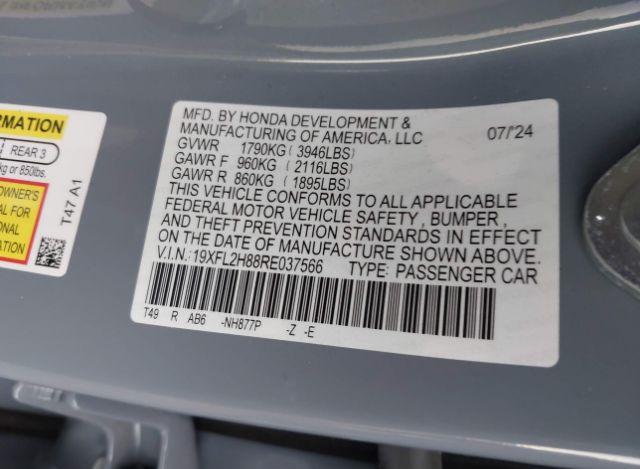 RMATION
REAR 3
kg or 850lbs.
OWNER'S
AL FOR
ONAL
ATION
T47 A1
MFD. BY HONDA DEVELOPMENT &
MANUFACTURING OF AMERICA, LLC 07/'24
GVWR 1790KG (3946LBS)
GAWR F 960KG (2116LBS)
GAWR R 860KG (1895LBS)
THIS VEHICLE CONFORMS TO ALL APPLICABLE
FEDERAL MOTOR VEHICLE SAFETY, BUMPER,
AND THEFT PREVENTION STANDARDS IN EFFECT
ON THE DATE OF MANUFACTURE SHOWN ABOVE.
V.I.N.: 19XFL2H88RE037566 TYPE: PASSENGER CAR
T49 R AB6 -NH877P -Z -E